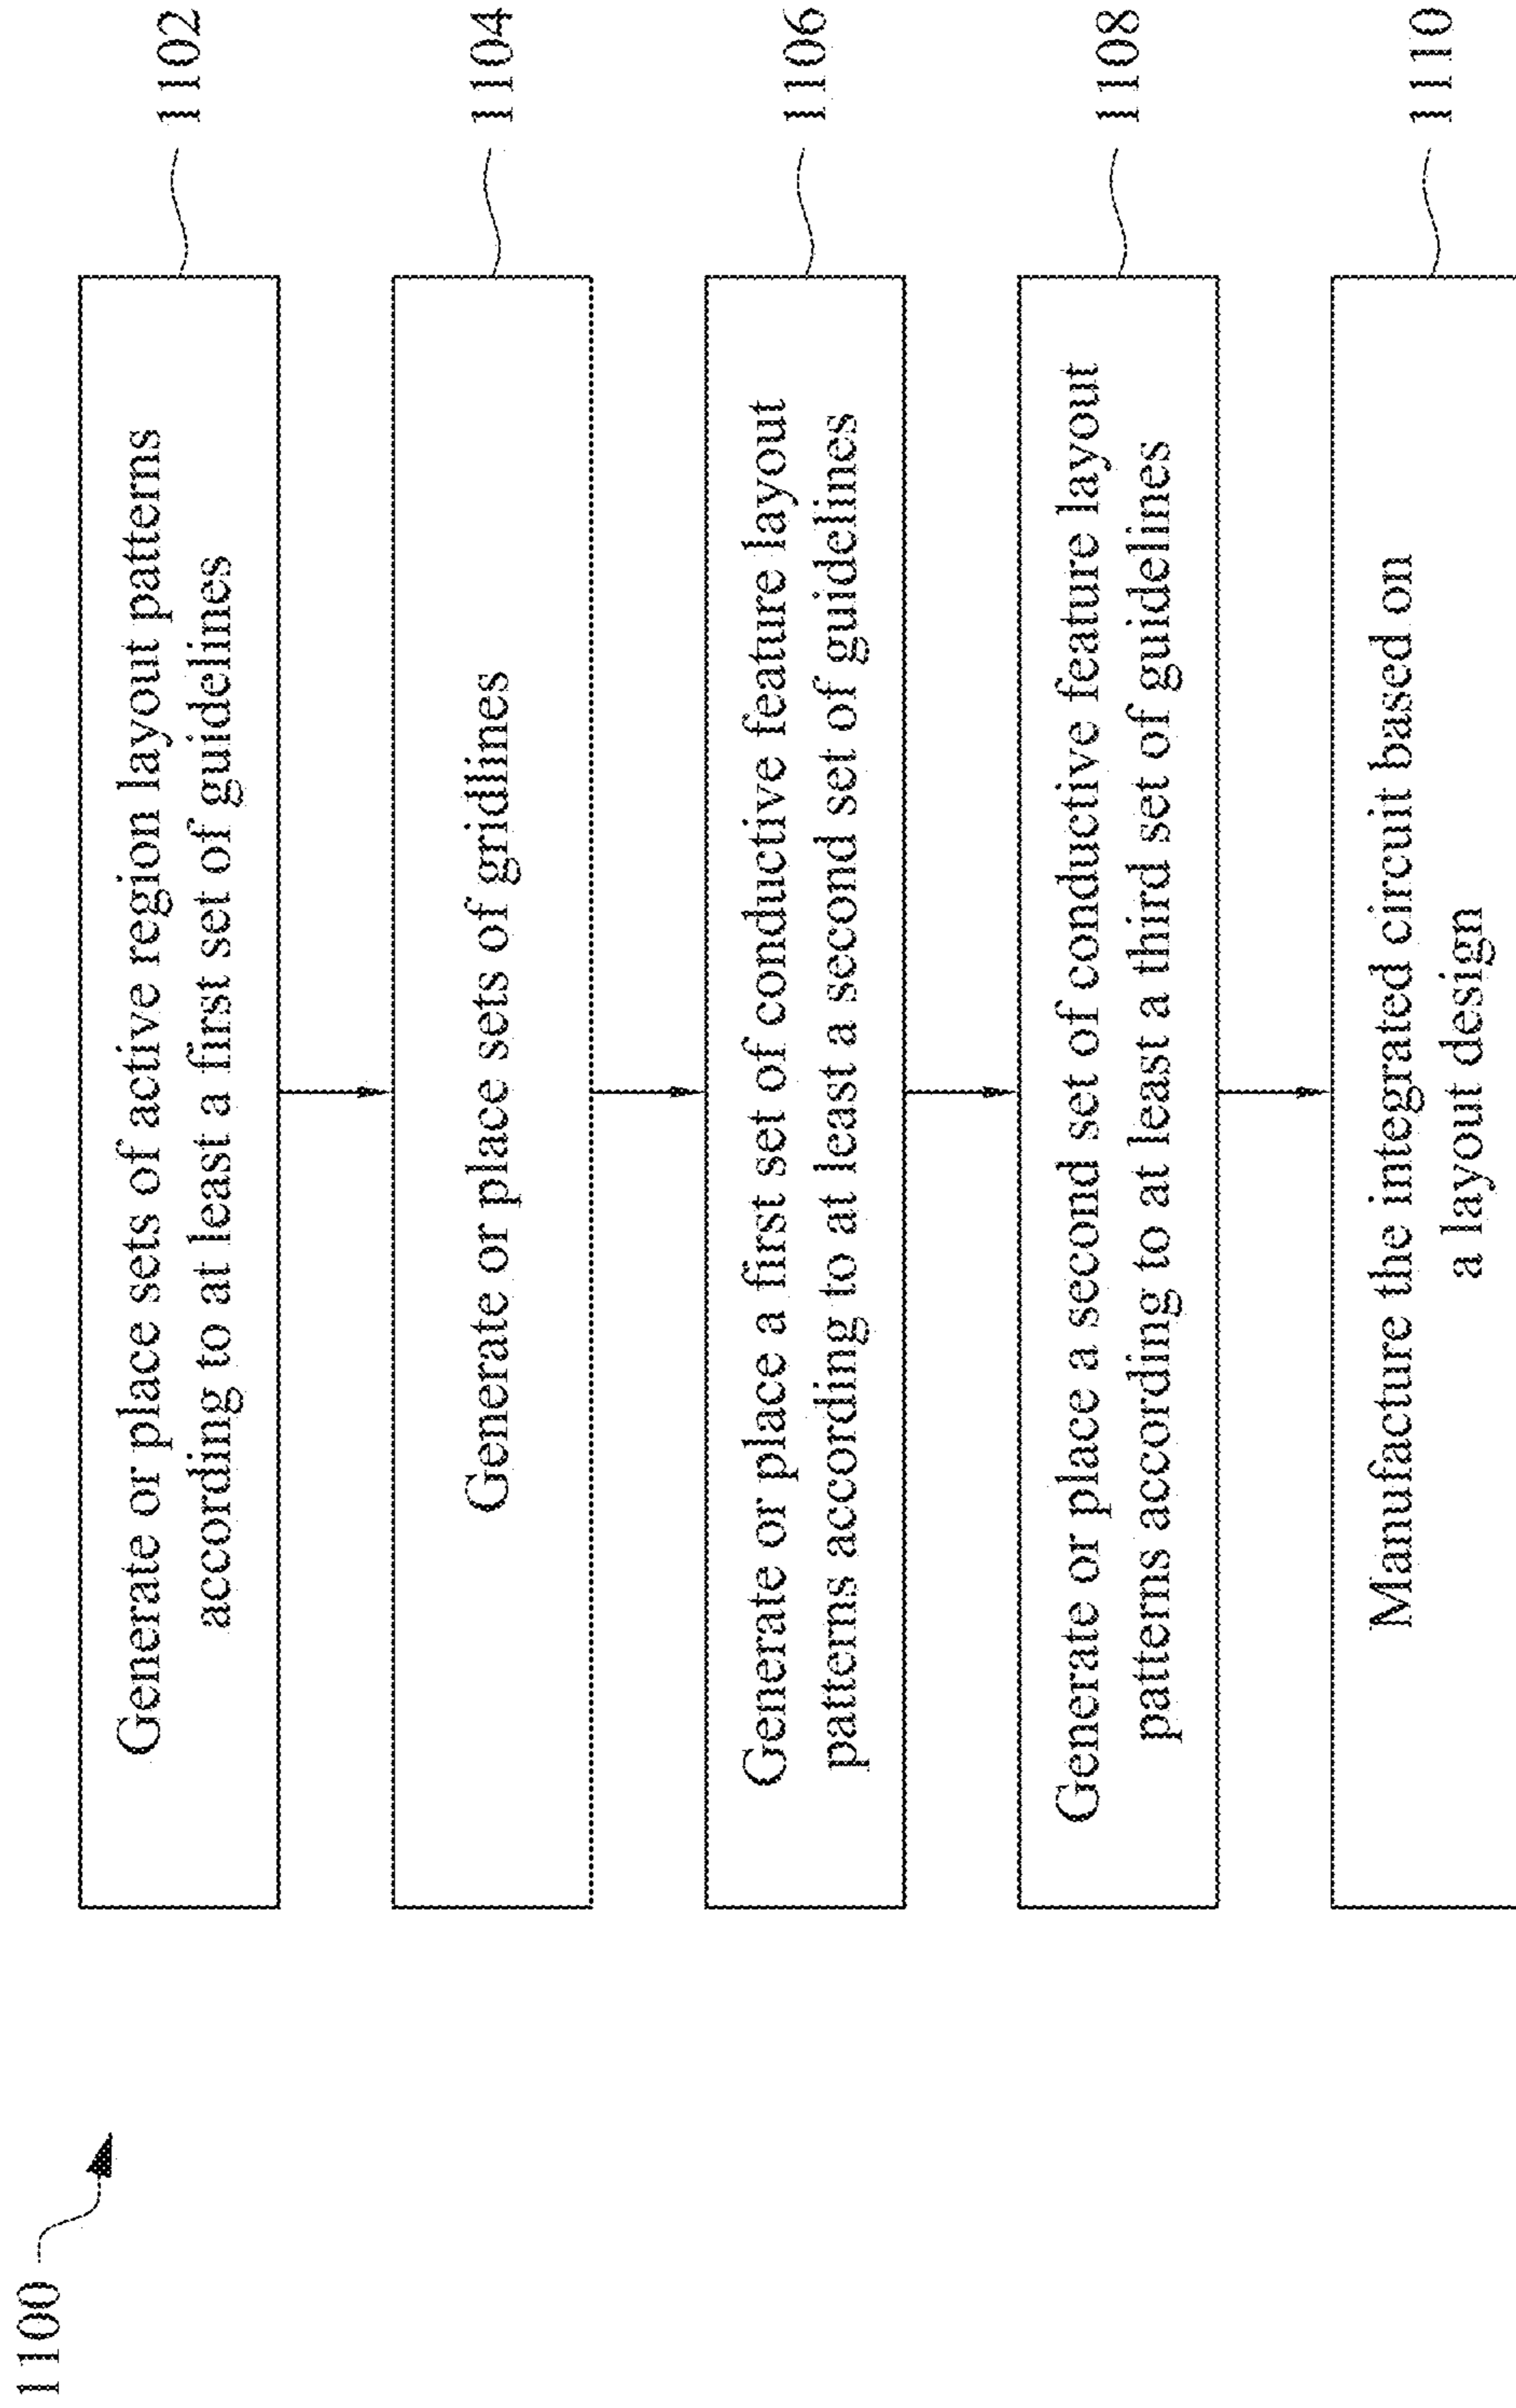 1100
Generate or place sets of active region layout patterns
according to at least a first set of guidelines
1102
Generate or place sets of gridlines
1104
Generate or place a first set of conductive feature layout
patterns according to at least a second set of guidelines
1106
Generate or place a second set of conductive feature layout
patterns according to at least a third set of guidelines
1108
Manufacture the integrated circuit based on
a layout design
1110